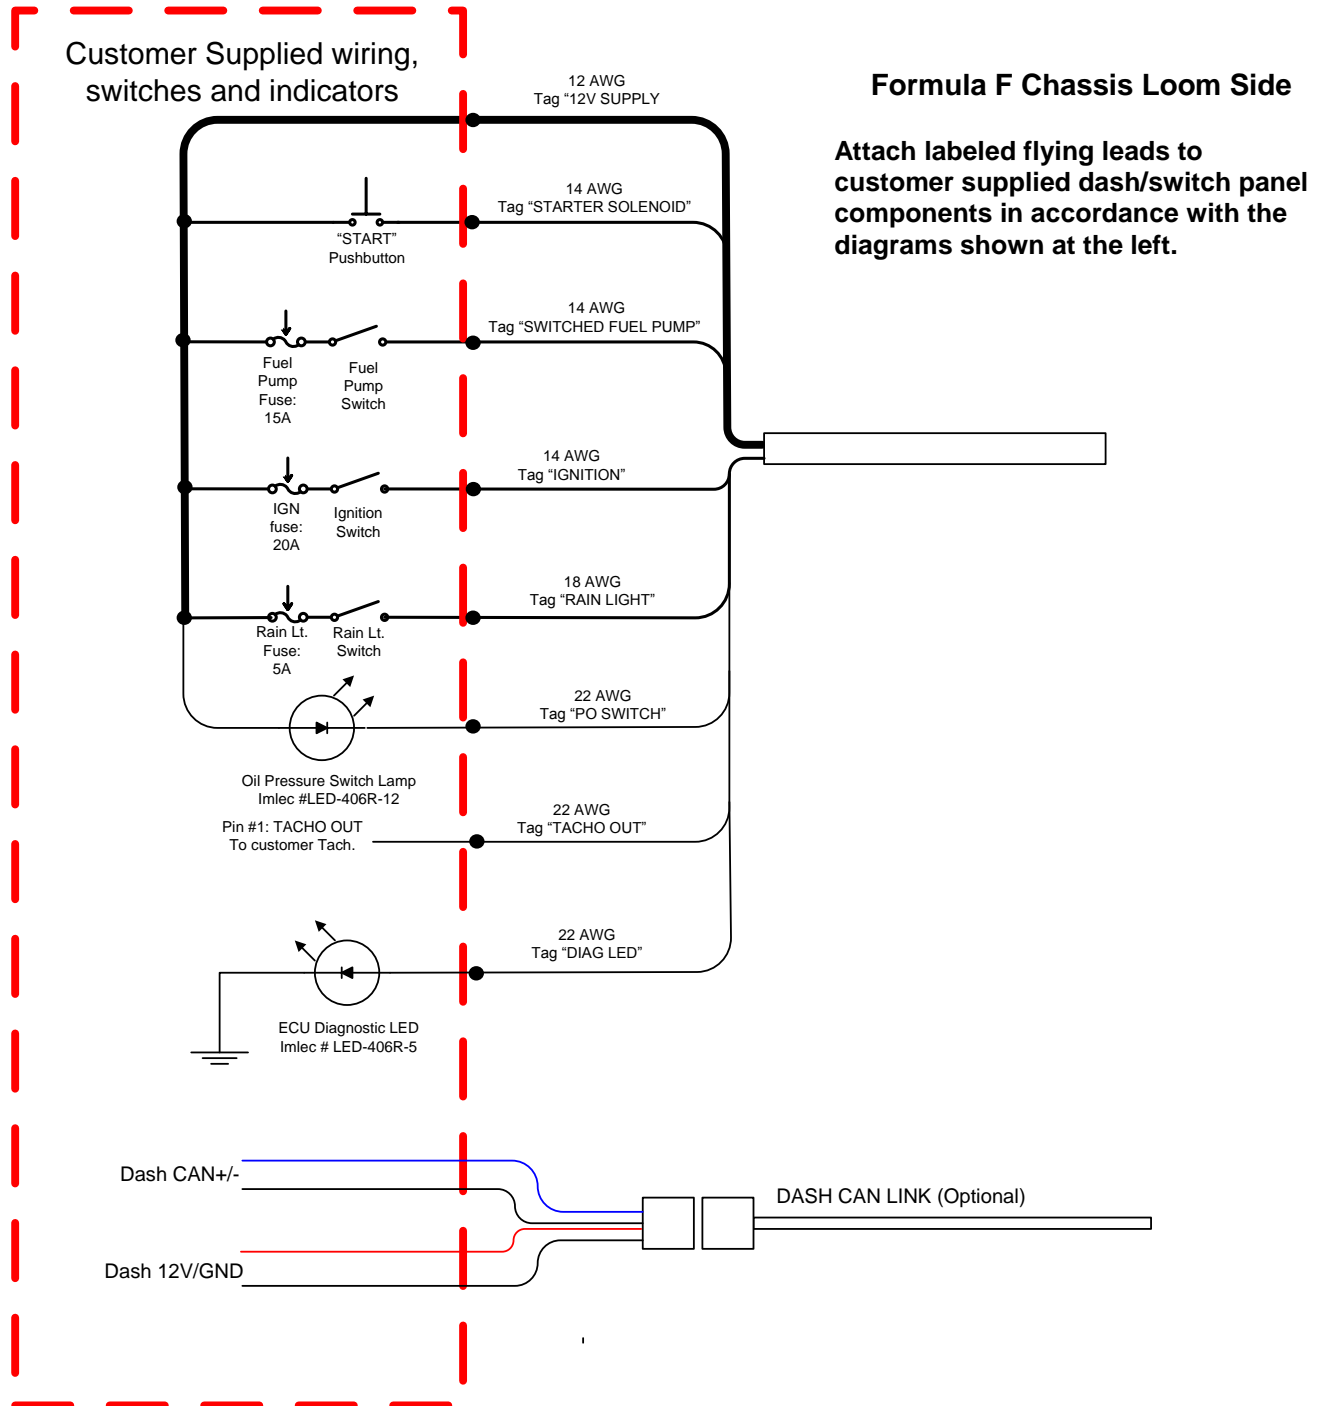 Customer Supplied wiring,
switches and indicators
Formula F Chassis Loom Side
Attach labeled flying leads to
customer supplied dash/switch panel
components in accordance with the
diagrams shown at the left.
12 AWG
Tag “12V SUPPLY
14 AWG
Tag “STARTER SOLENOID”
“START”
Pushbutton
14 AWG
Tag “SWITCHED FUEL PUMP”
Fuel
Pump
Fuse:
15A
Fuel
Pump
Switch
14 AWG
Tag “IGNITION”
IGN
fuse:
20A
Ignition
Switch
18 AWG
Tag “RAIN LIGHT”
Rain Lt.
Fuse:
5A
Rain Lt.
Switch
22 AWG
Tag “PO SWITCH”
Oil Pressure Switch Lamp
Imlec #LED-406R-12
22 AWG
Tag “TACHO OUT”
Pin #1: TACHO OUT
To customer Tach.
22 AWG
Tag “DIAG LED”
ECU Diagnostic LED
Imlec # LED-406R-5
Dash CAN+/-
DASH CAN LINK (Optional)
Dash 12V/GND